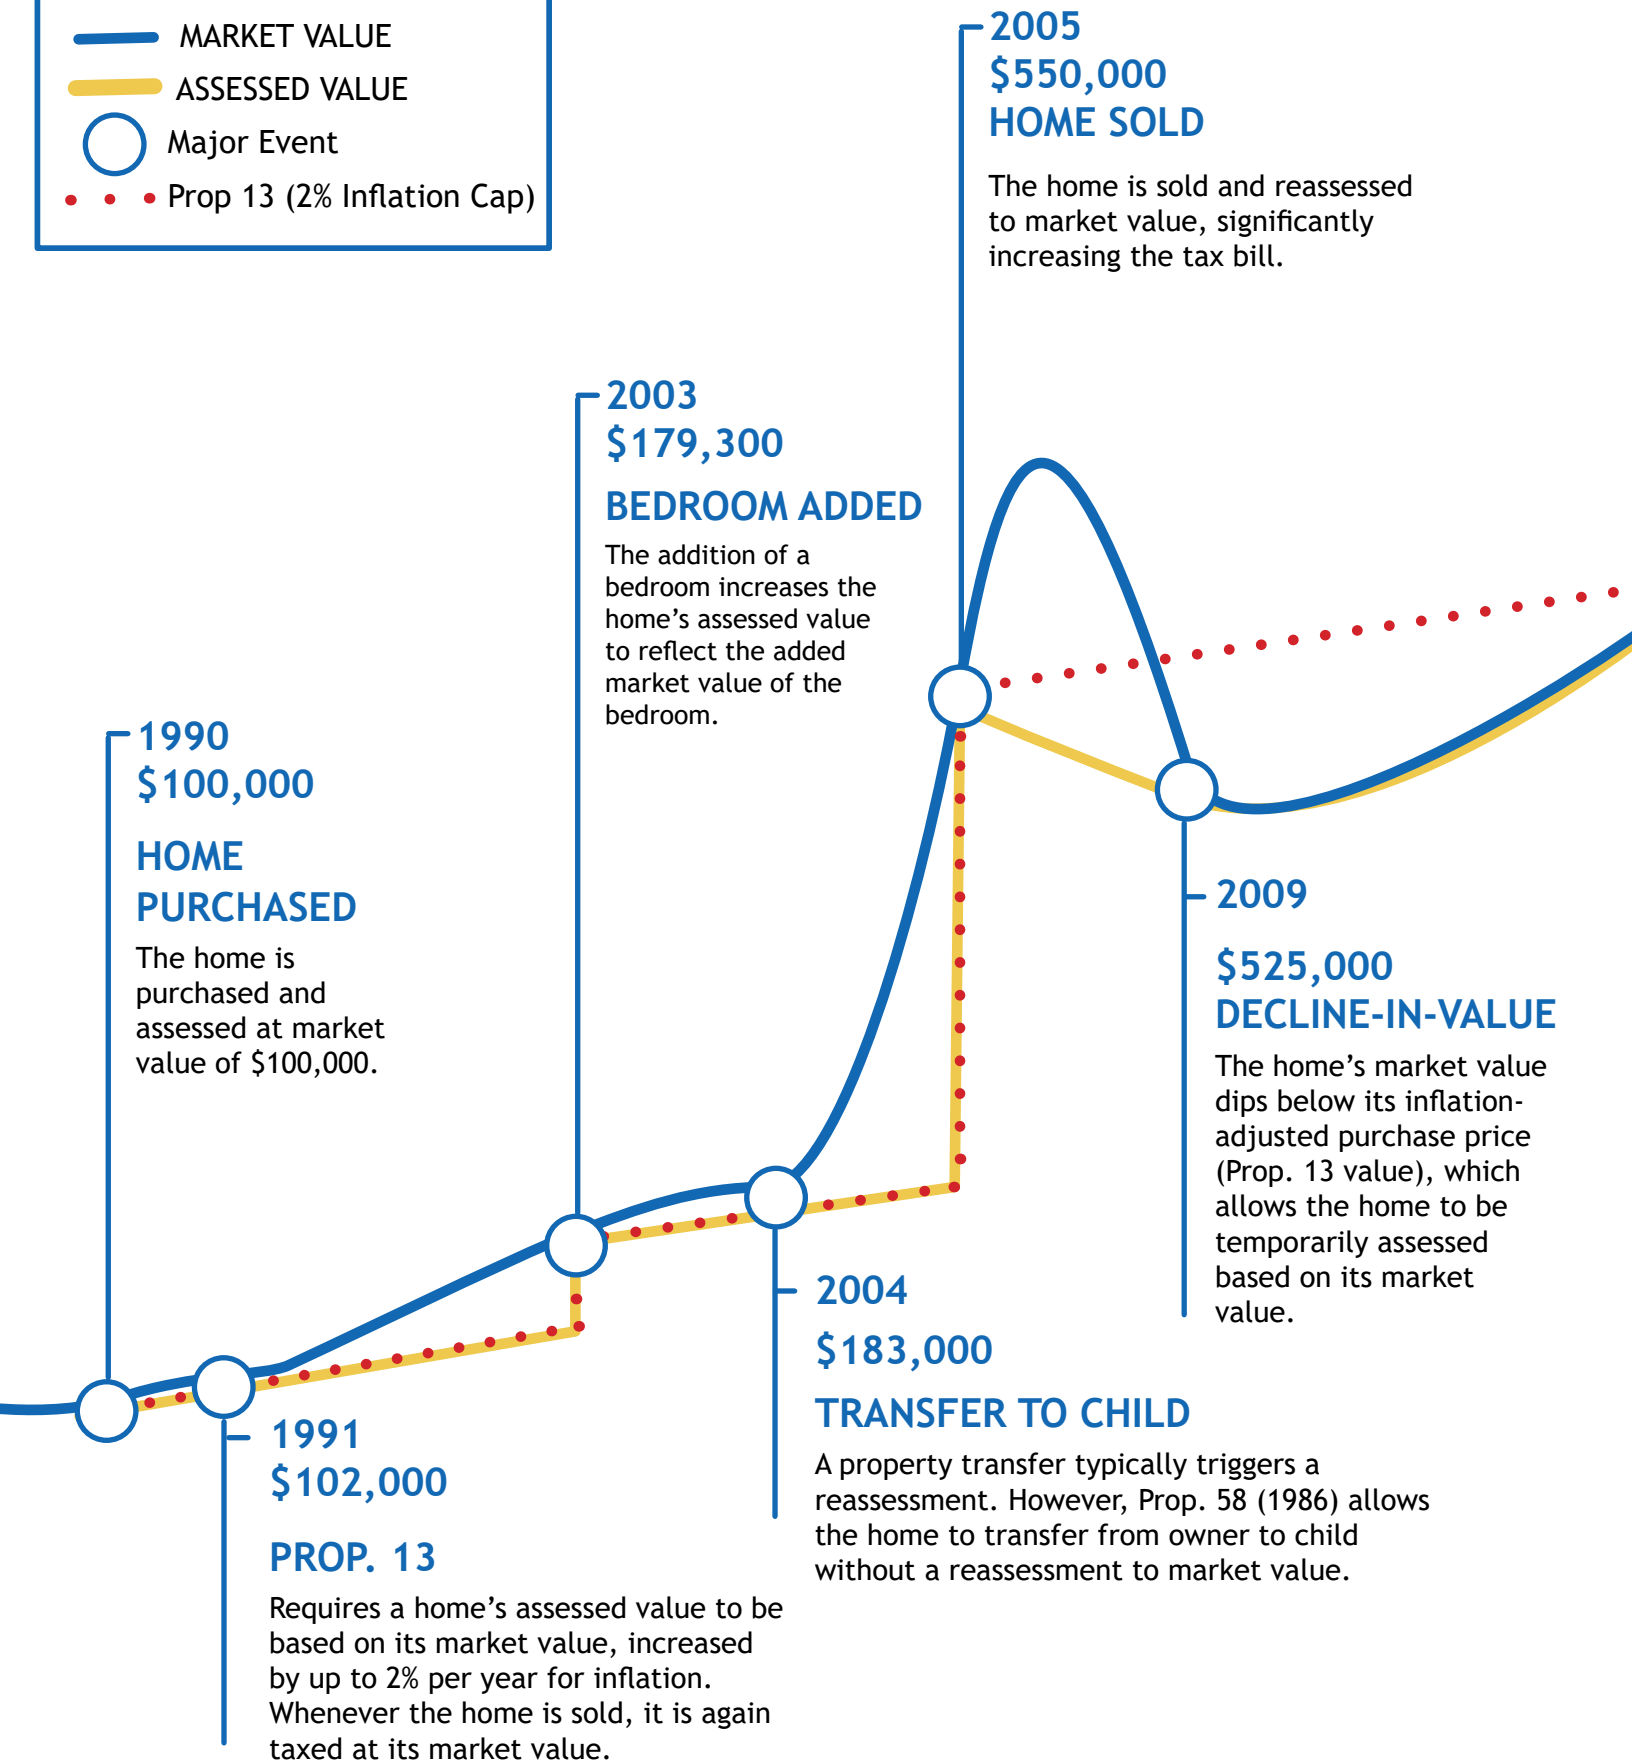 MARKET VALUE
ASSESSED VALUE
Major Event
Prop 13 (2% Inflation Cap)
2005
$550,000
HOME SOLD
The home is sold and reassessed
to market value, significantly
increasing the tax bill.
2003
$179,300
BEDROOM ADDED
The addition of a
bedroom increases the
home’s assessed value
to reflect the added
market value of the
bedroom.
1990
$100,000
HOME
PURCHASED
The home is
purchased and
assessed at market
value of $100,000.
2009
$525,000
DECLINE-IN-VALUE
The home’s market value
dips below its inflation-
adjusted purchase price
(Prop. 13 value), which
allows the home to be
temporarily assessed
based on its market
value.
2004
$183,000
TRANSFER TO CHILD
A property transfer typically triggers a
reassessment. However, Prop. 58 (1986) allows
the home to transfer from owner to child
without a reassessment to market value.
1991
$102,000
PROP. 13
Requires a home’s assessed value to be
based on its market value, increased
by up to 2% per year for inflation.
Whenever the home is sold, it is again
taxed at its market value.